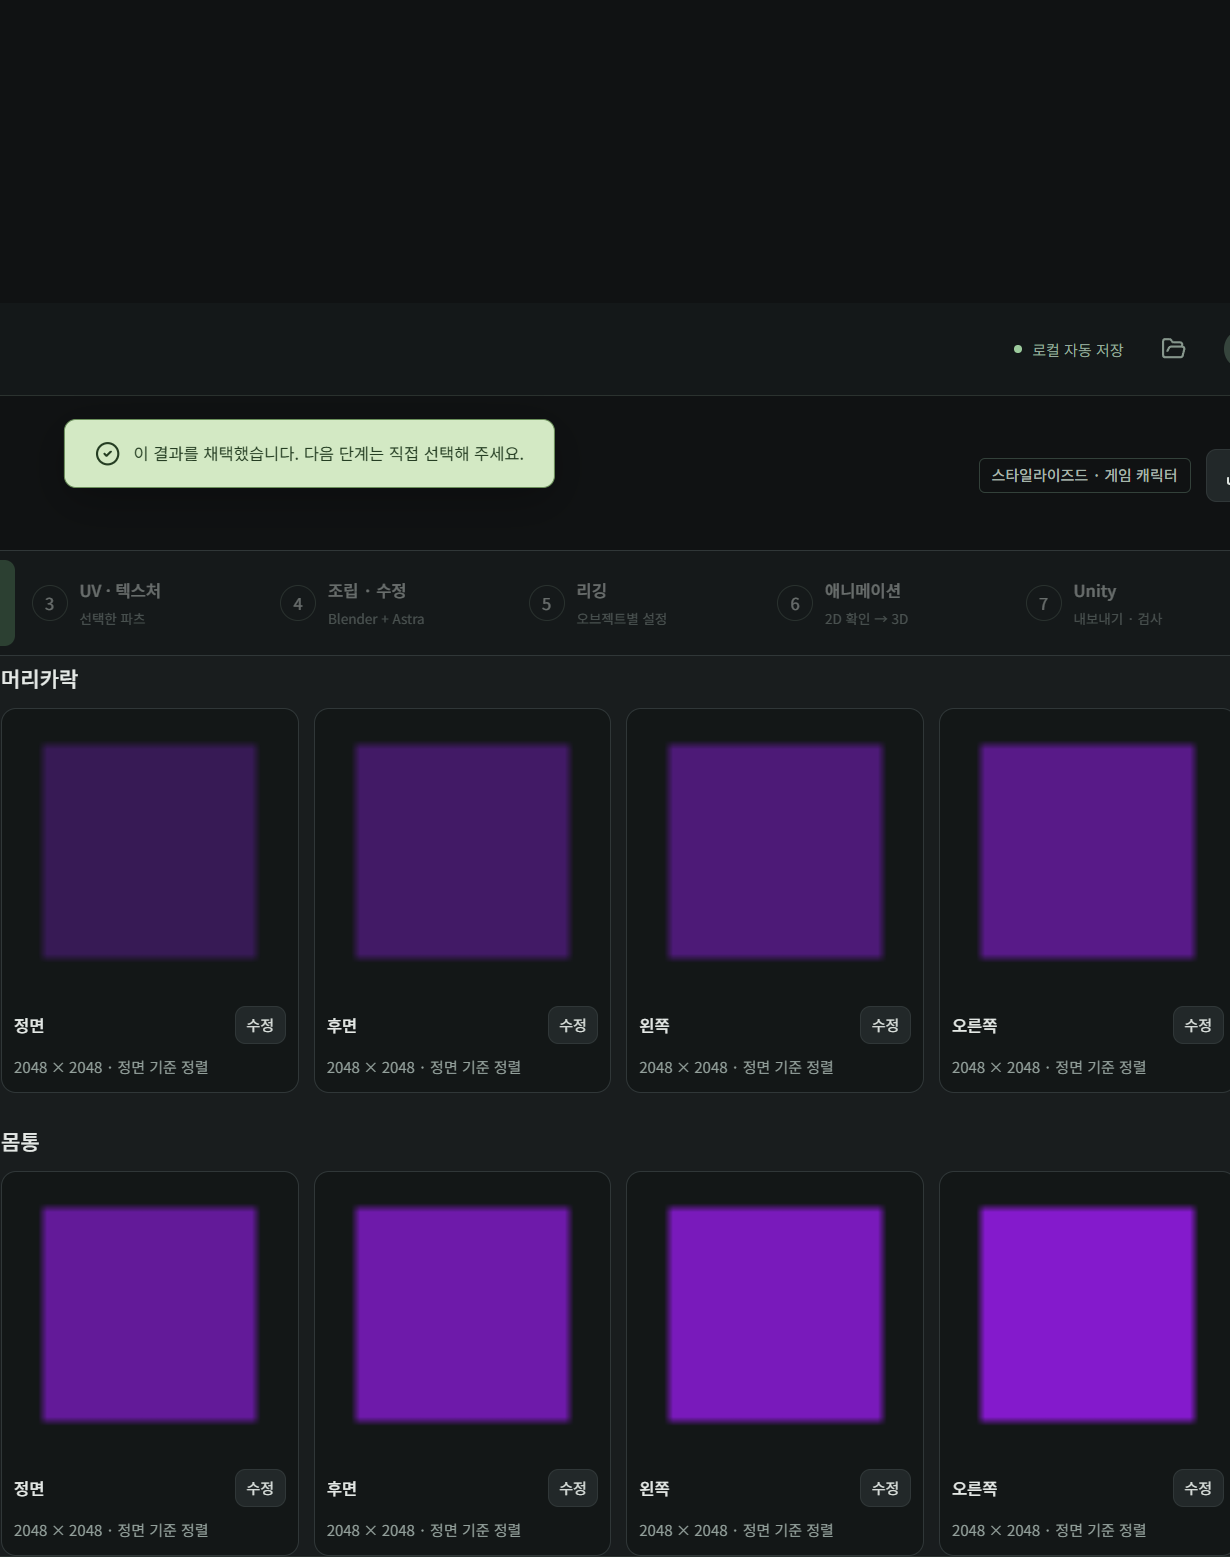 로컬 자동 저장
이 결과를 채택했습니다. 다음 단계는 직접 선택해 주세요.
스타일라이즈드 · 게임 캐릭터
3 UV · 텍스처
선택한 파츠
4 조립 · 수정
Blender + Astra
5 리깅
오브젝트별 설정
6 애니메이션
2D 확인 → 3D
7 Unity
내보내기 · 검사
머리카락
정면 수정
2048 × 2048 · 정면 기준 정렬
후면 수정
2048 × 2048 · 정면 기준 정렬
왼쪽 수정
2048 × 2048 · 정면 기준 정렬
오른쪽 수정
2048 × 2048 · 정면 기준 정렬
몸통
정면 수정
2048 × 2048 · 정면 기준 정렬
후면 수정
2048 × 2048 · 정면 기준 정렬
왼쪽 수정
2048 × 2048 · 정면 기준 정렬
오른쪽 수정
2048 × 2048 · 정면 기준 정렬